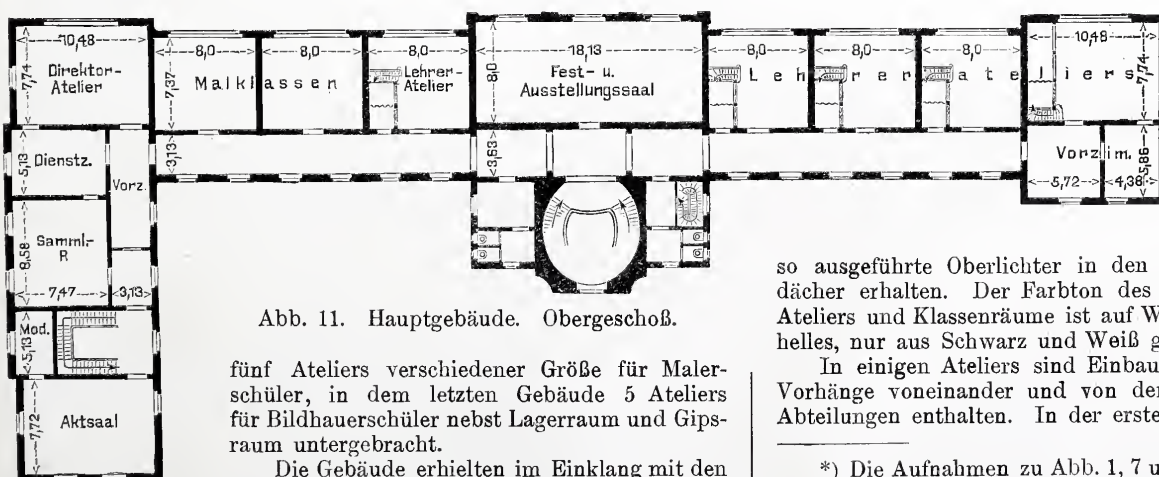 10,48
8,0
8,0
8,0
18,13
8,0
8,0
8,0
10,48
7,74
Direktor-
Atelier
7,37
Malklassen
Lehrer-
Atelier
8,0
Fest- u.
Ausstellungssaal
Lehrerateliers
7,74
3,13
3,63
5,13
Dienstz.
Vorz.
Vorzim.
5,86
5,72
4,38
8,58
Samml.-
R
7,47
3,13
Mod.
5,13
7,72
Aktsaal
Abb. 11. Hauptgebäude. Obergeschoß.
fünf Ateliers verschiedener Größe für Maler-
schüler, in dem letzten Gebäude 5 Ateliers
für Bildhauerschüler nebst Lagerraum und Gips-
raum untergebracht.
Die Gebäude erhielten im Einklang mit den
so ausgeführte Oberlichter in den
dächer erhalten. Der Farbton des
Ateliers und Klassenräume ist auf W
helles, nur aus Schwarz und Weiß g
In einigen Ateliers sind Einbau
Vorhänge voneinander und von de
Abteilungen enthalten. In der erste
*) Die Aufnahmen zu Abb. 1, 7 u